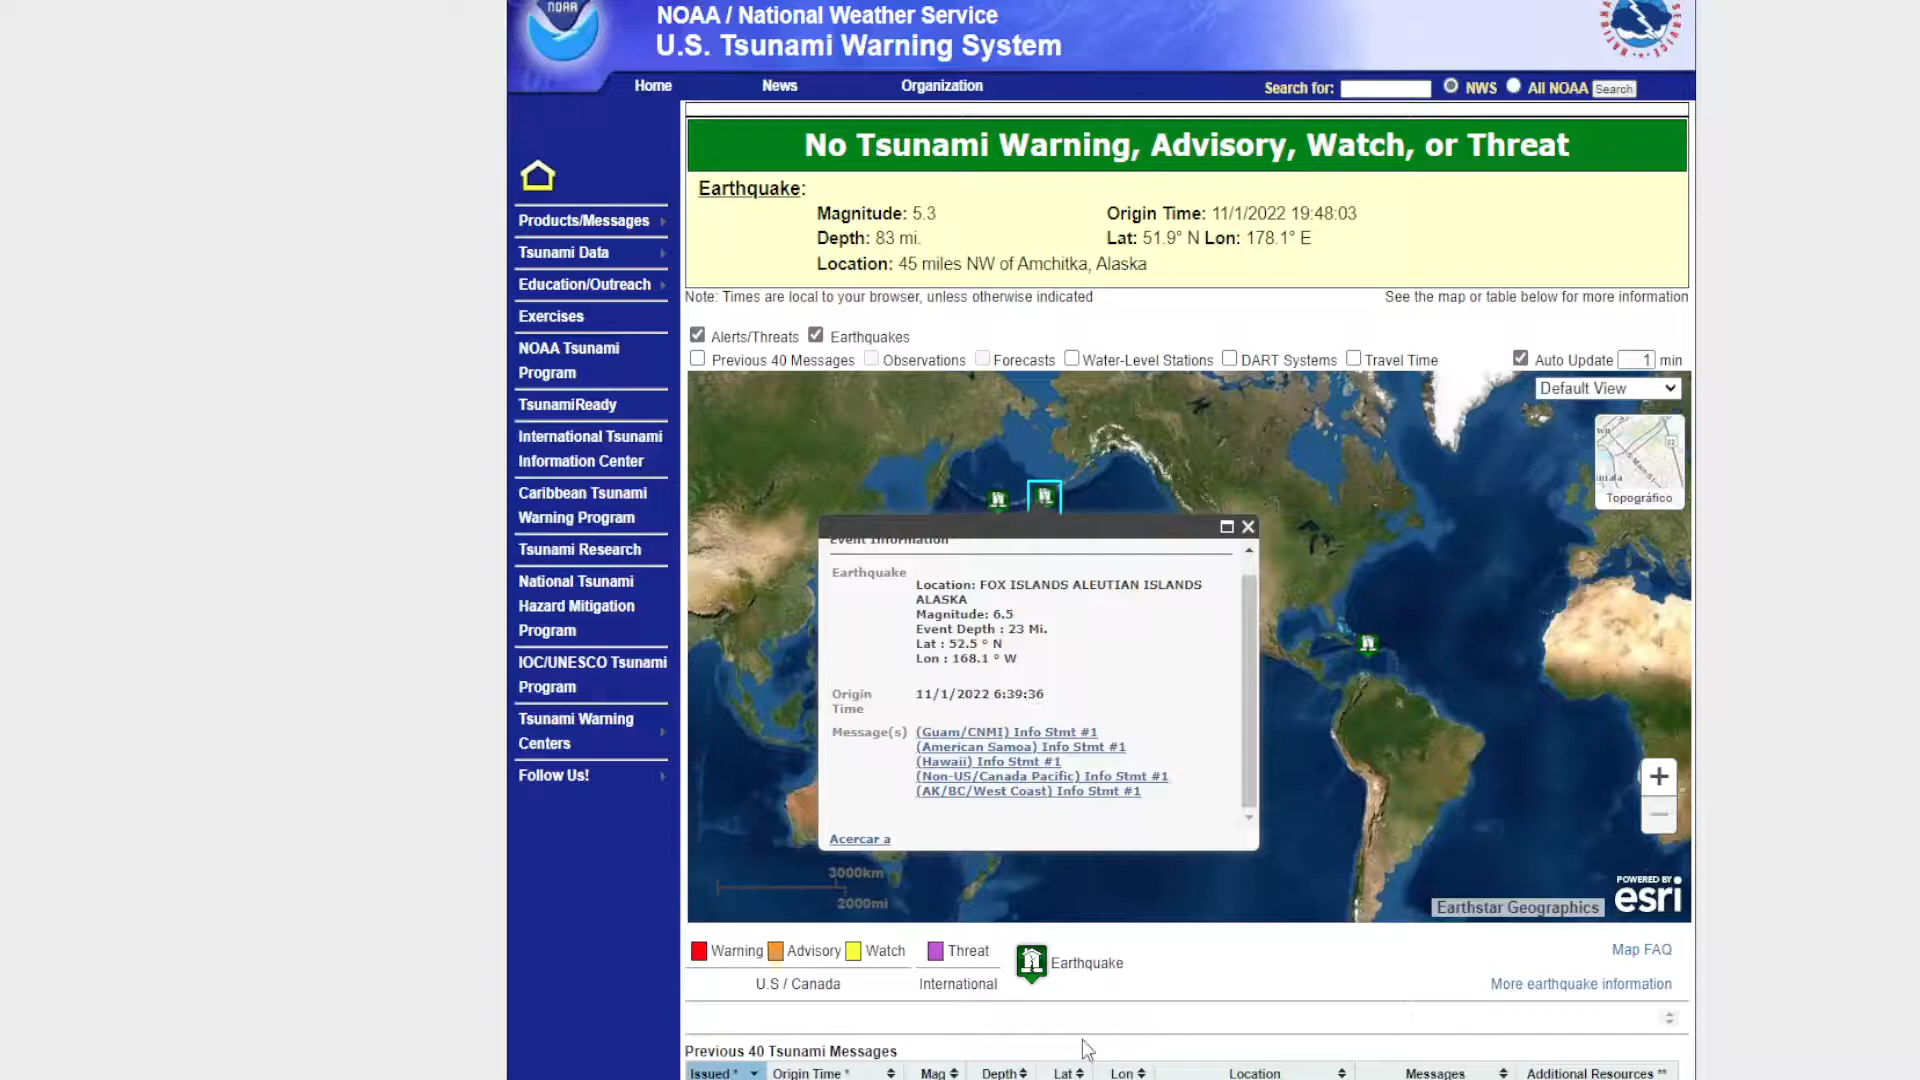 NOAA
NOAA / National Weather Service
U.S. Tsunami Warning System
Home
News
Organization
Search for:
NWS
All NOAA
Search
Products/Messages
Tsunami Data
Education/Outreach
Exercises
NOAA Tsunami
Program
TsunamiReady
International Tsunami
Information Center
Caribbean Tsunami
Warning Program
Tsunami Research
National Tsunami
Hazard Mitigation
Program
IOC/UNESCO Tsunami
Program
Tsunami Warning
Centers
Follow Us!
No Tsunami Warning, Advisory, Watch, or Threat
Earthquake:
Magnitude: 5.3
Origin Time: 11/1/2022 19:48:03
Depth: 83 mi.
Lat: 51.9° N Lon: 178.1° E
Location: 45 miles NW of Amchitka, Alaska
Note: Times are local to your browser, unless otherwise indicated
See the map or table below for more information
Alerts/Threats
Earthquakes
Previous 40 Messages
Observations
Forecasts
Water-Level Stations
DART Systems
Travel Time
Auto Update 1 min
Default View
Topográfico
Event Information
Earthquake
Location: FOX ISLANDS ALEUTIAN ISLANDS
ALASKA
Magnitude: 6.5
Event Depth : 23 Mi.
Lat : 52.5 ° N
Lon : 168.1 ° W
Origin
Time
11/1/2022 6:39:36
Message(s)
(Guam/CNMI) Info Stmt #1
(American Samoa) Info Stmt #1
(Hawaii) Info Stmt #1
(Non-US/Canada Pacific) Info Stmt #1
(AK/BC/West Coast) Info Stmt #1
Acercar a
3000km
2000mi
+
−
POWERED BY
esri
Earthstar Geographics
Warning
Advisory
Watch
Threat
Earthquake
U.S / Canada
International
Map FAQ
More earthquake information
Previous 40 Tsunami Messages
Issued *
Origin Time *
Mag
Depth
Lat
Lon
Location
Messages
Additional Resources **